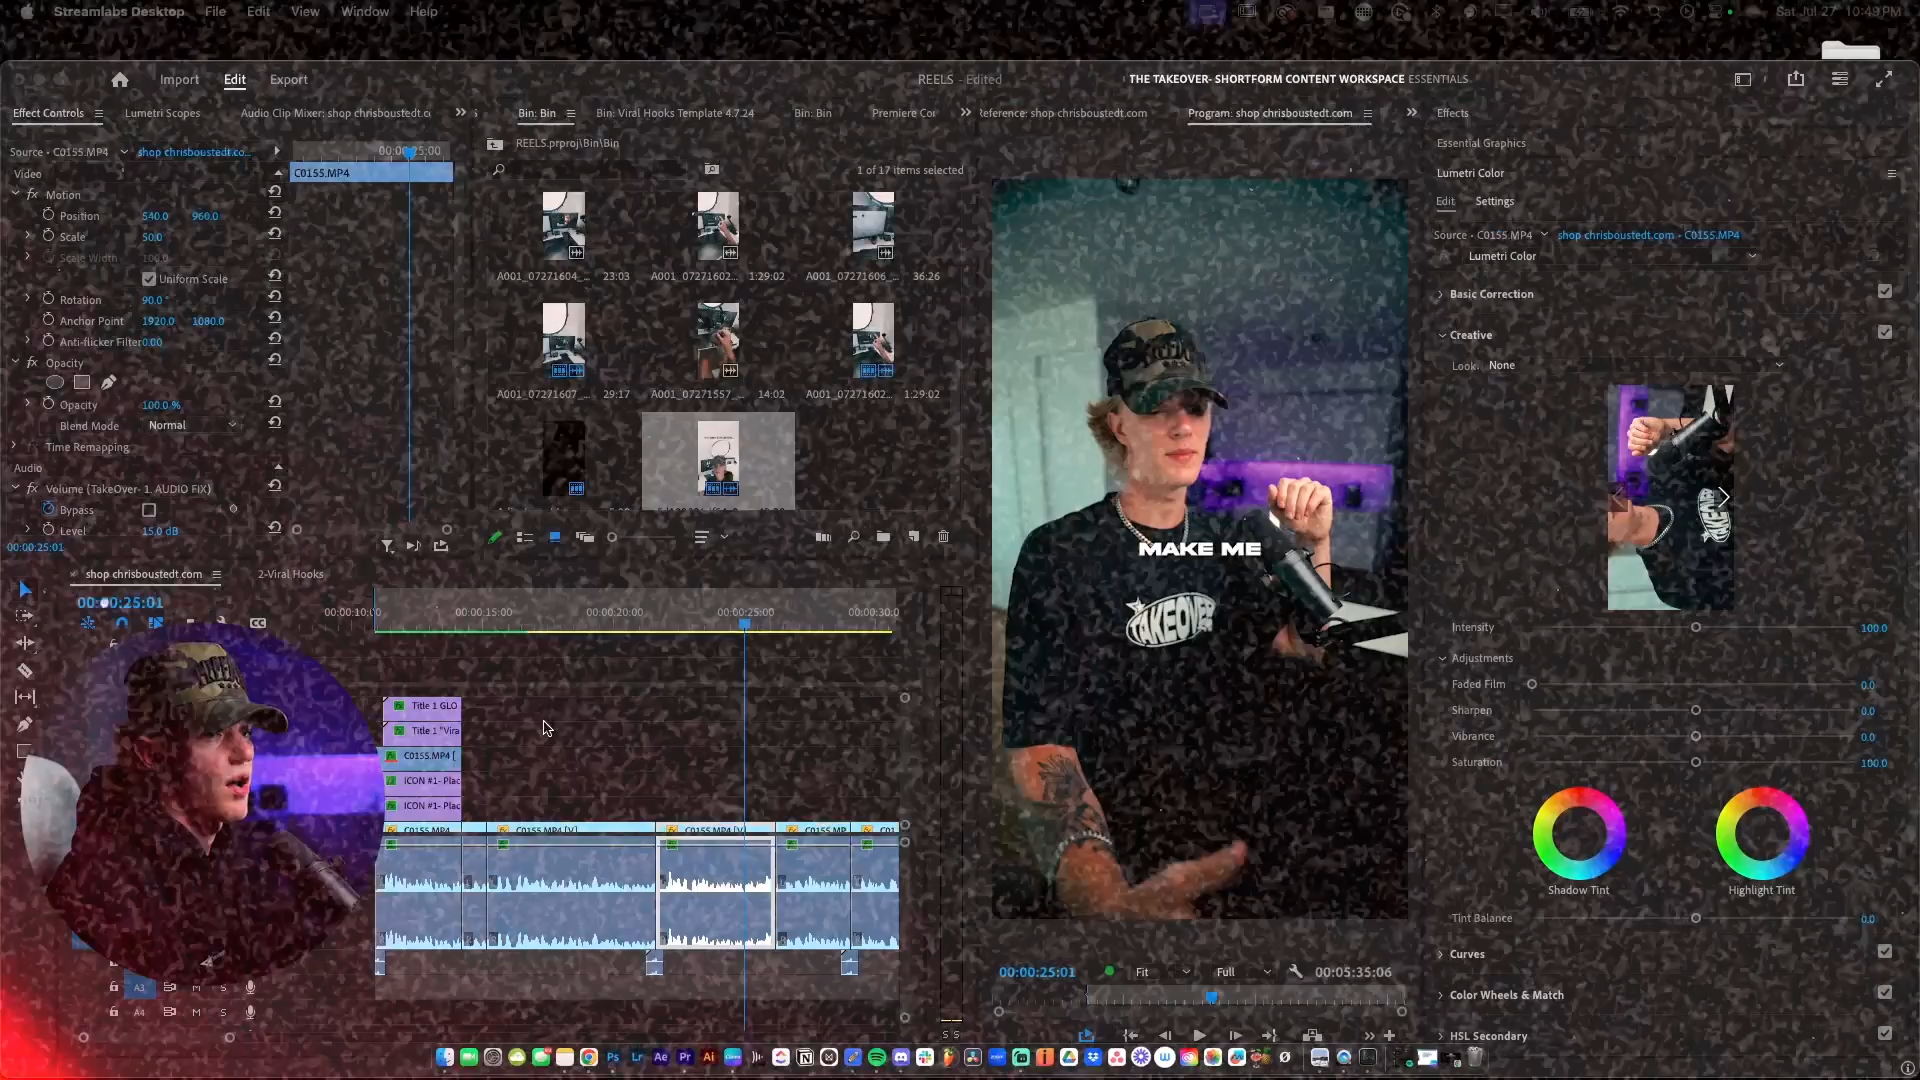 Streamlabs Desktop File Edit View Window Help
Sat Jul 27 10:49 PM
Import Edit Export
REELS - Edited
THE TAKEOVER- SHORTFORM CONTENT WORKSPACE ESSENTIALS
Effect Controls Lumetri Scopes Audio Clip Mixer: shop chrisboustedt.c
Bin: Bin Bin: Viral Hooks Template 4.7.24 Bin: Bin Premiere Co
eference: shop chrisboustedt.com Program: shop chrisboustedt.com
Effects
Essential Graphics
Lumetri Color
Edit Settings
Source • C0155.MP4 shop chrisboustedt.com • C0155.MP4
Lumetri Color
Basic Correction
Creative
Look None
Intensity 100.0
Adjustments
Faded Film 0.0
Sharpen 0.0
Vibrance 0.0
Saturation 100.0
Shadow Tint Highlight Tint
Tint Balance 0.0
Curves
Color Wheels & Match
HSL Secondary
Source • C0155.MP4 shop chrisboustedt.co...
00:00:25:00
C0155.MP4
Video
fx Motion
Position 540.0 960.0
Scale 50.0
Scale Width 100.0
Uniform Scale
Rotation 90.0 °
Anchor Point 1920.0 1080.0
Anti-flicker Filter 0.00
fx Opacity
Opacity 100.0 %
Blend Mode Normal
Time Remapping
Audio
fx Volume (TakeOver- 1. AUDIO FIX)
Bypass
Level 15.0 dB
00:00:25:01
REELS.prproj\Bin\Bin
1 of 17 items selected
A001_07271604_... 23:03 A001_07271602... 1:29:02 A001_07271606_... 36:26
A001_07271607_... 29:17 A001_07271557_... 14:02 A001_0727160... 1:29:02
MAKE ME
TAKEOVER
00:00:25:01 Fit Full 00:05:35:06
shop chrisboustedt.com 2-Viral Hooks
00:00:25:01
00:00:10:00 00:00:15:00 00:00:20:00 00:00:25:00 00:00:30:0
Title 1 GLO
Title 1 "Vira
C0155.MP4 [
ICON #1- Plac
ICON #1- Plac
C0155.MP4 C0155.MP4 [V] C0155.MP4 [V] C0155.MP C01
A3 M S
A4 M S
S S
Ps Lr Ae Pr Ai